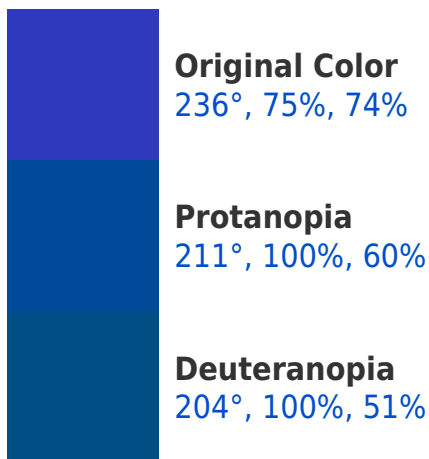 Original Color
236°, 75%, 74%
Protanopia
211°, 100%, 60%
Deuteranopia
204°, 100%, 51%